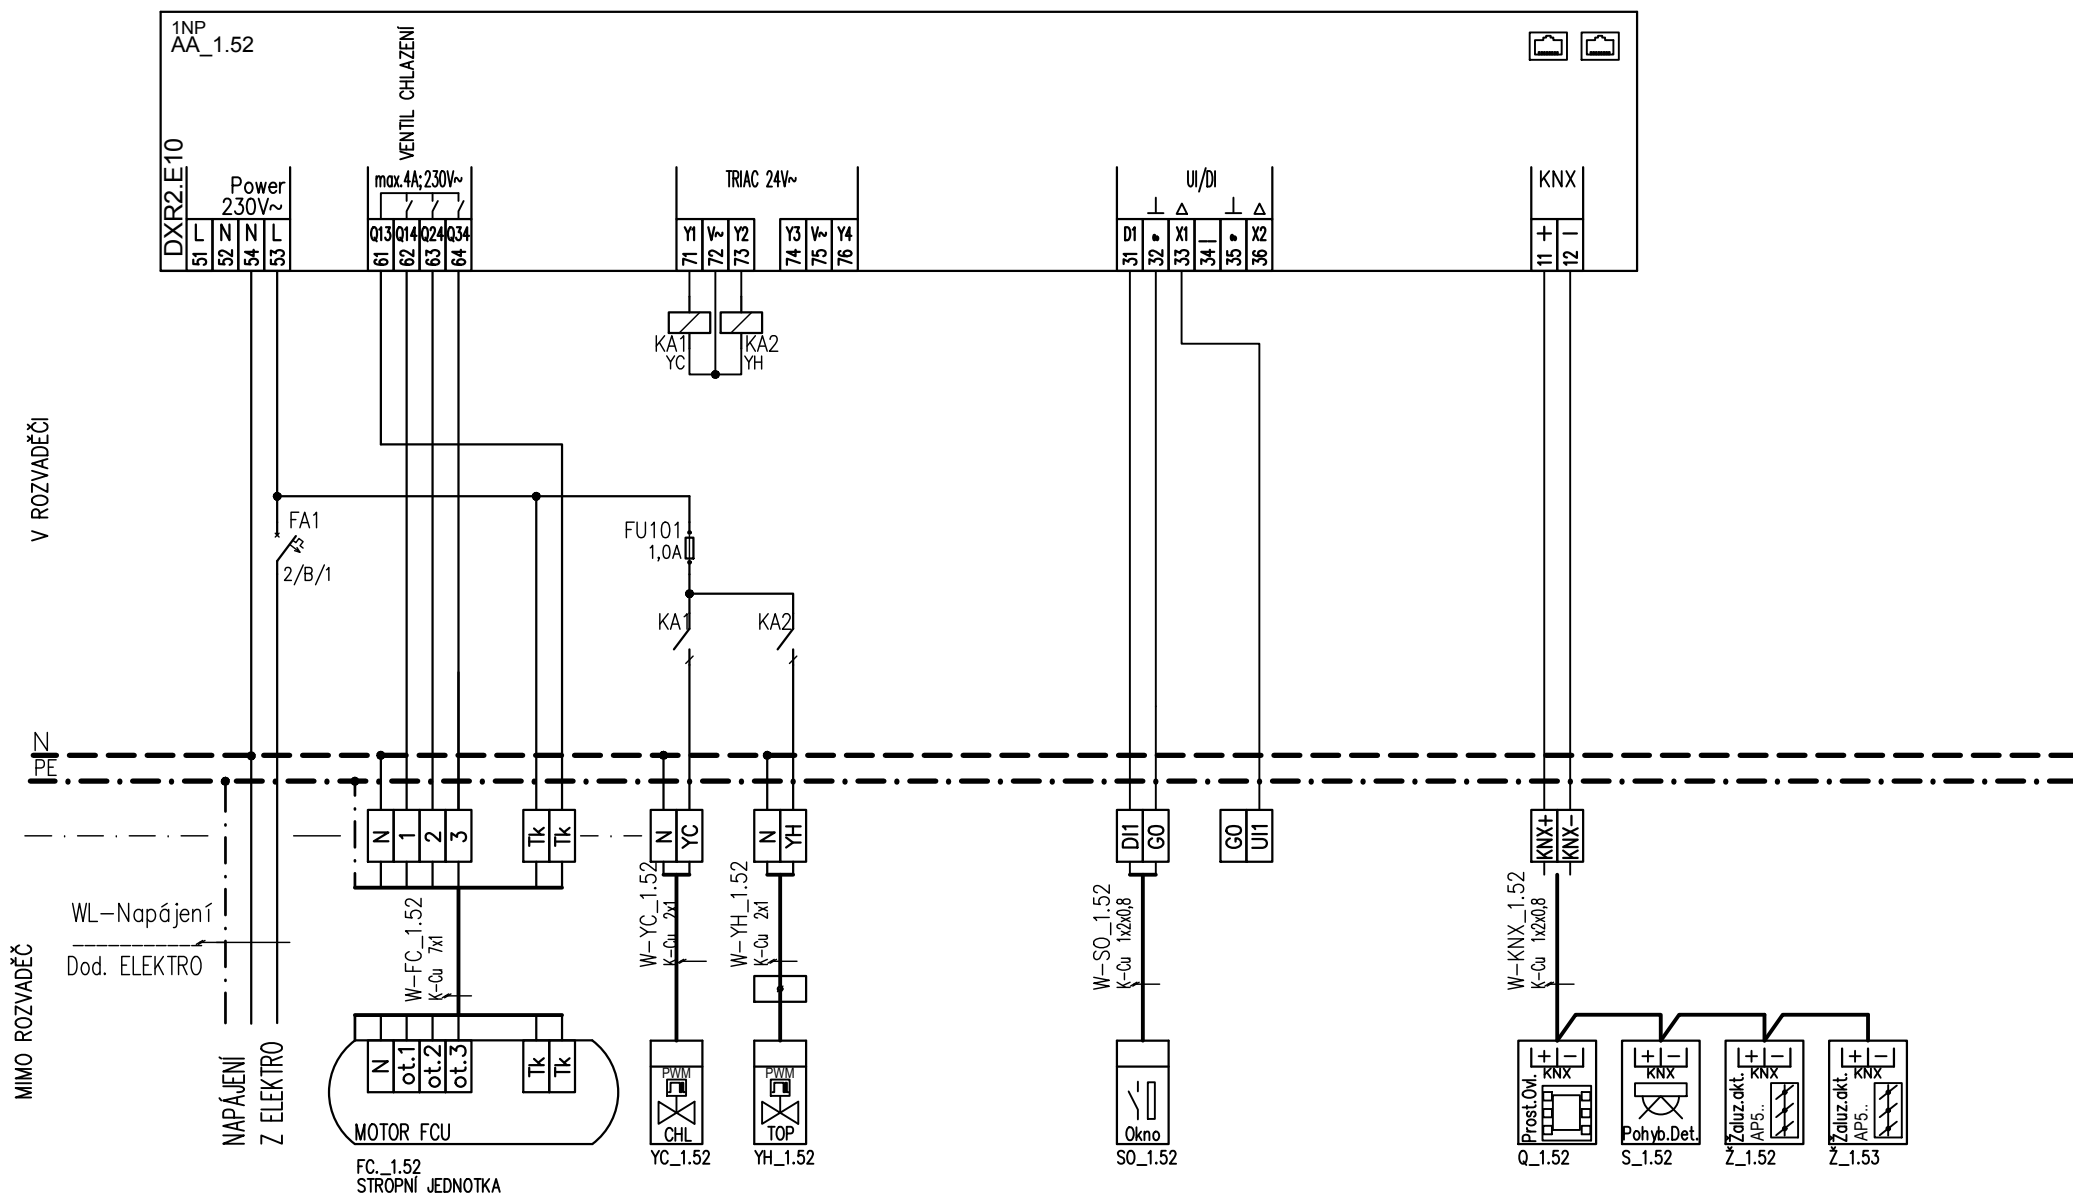 1NP
AA_1.52
DXR2.E10
VENTIL CHLAZENÍ
Power
230V~
max.4A;230V~
TRIAC 24V~
UI/DI
KNX
L N N L
51 52 54 53
Q13 Q14 Q24 Q34
61 62 63 64
Y1 V~ Y2
71 72 73
Y3 V~ Y4
74 75 76
D1 X1 X2
31 32 33 34 35 36
+ −
11 12
KA1
YC
KA2
YH
V ROZVADĚČI
FA1
2/B/1
FU101
1,0A
KA1
KA2
N
PE
N 1 2 3
Tk Tk
N YC
N YH
DI1 GO
GO UI1
KNX+ KNX-
WL-Napájení
Dod. ELEKTRO
MIMO ROZVADĚČ
NAPÁJENÍ
Z ELEKTRO
W-FC_1.52
K-Cu 7x1
W-YC_1.52
K-Cu 2x1
W-YH_1.52
K-Cu 2x1
W-SO_1.52
K-Cu 1x2x0,8
W-KNX_1.52
K-Cu 1x2x0,8
N ot.1 ot.2 ot.3
Tk Tk
MOTOR FCU
FC._1.52
STROPNÍ JEDNOTKA
PWM
CHL
YC_1.52
PWM
TOP
YH_1.52
Okno
SO_1.52
+ −
KNX
Prost.Ovl.
Q_1.52
+ −
KNX
Pohyb.Det.
S_1.52
+ −
KNX
Žaluz.akt.
AP5..
Ž_1.52
+ −
KNX
Žaluz.akt.
AP5..
Ž_1.53